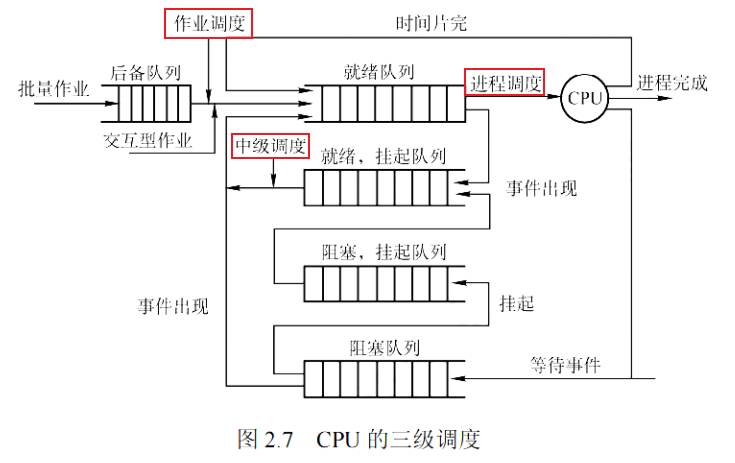 作业调度
时间片完
后备队列
就绪队列
进程调度
进程完成
批量作业
CPU
交互型作业
中级调度
就绪，挂起队列
事件出现
阻塞，挂起队列
事件出现
挂起
阻塞队列
等待事件
图 2.7 CPU 的三级调度